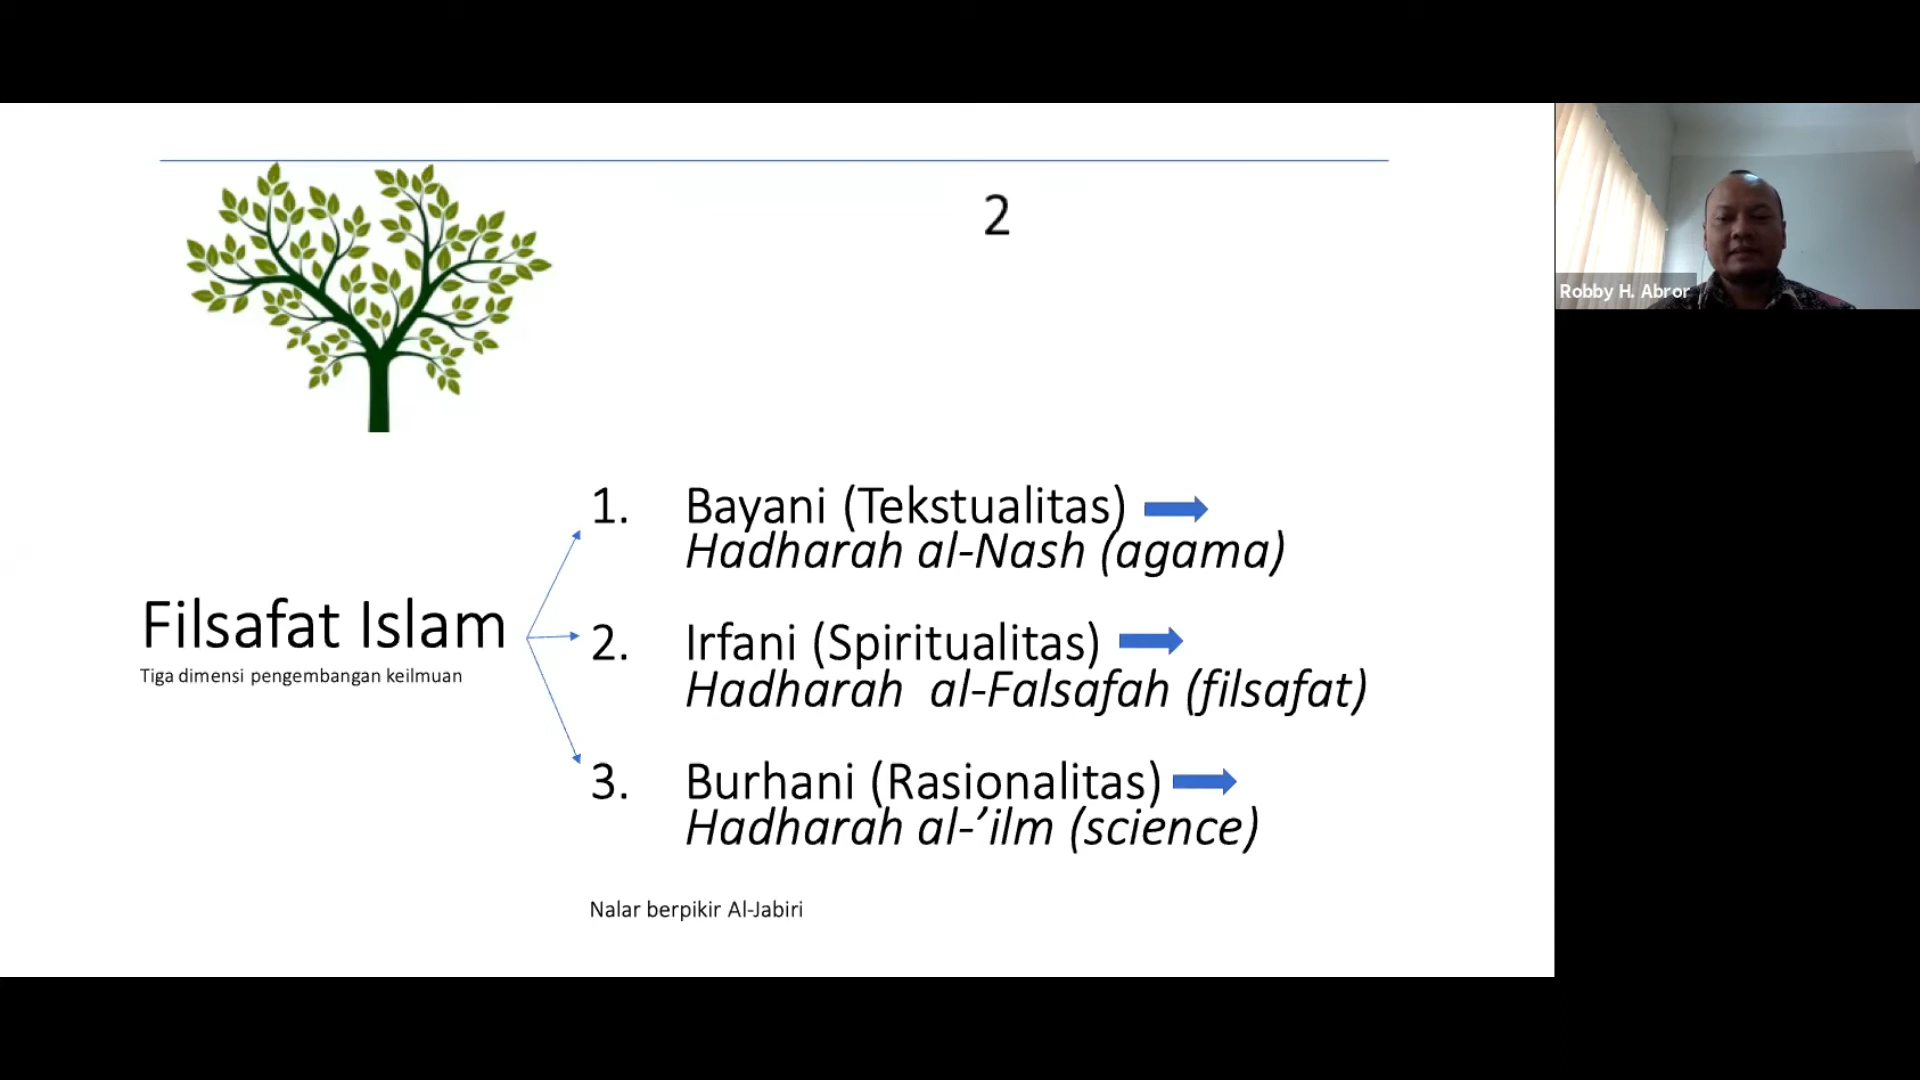 2
Filsafat Islam
Tiga dimensi pengembangan keilmuan
1. Bayani (Tekstualitas)
Hadharah al-Nash (agama)
2. Irfani (Spiritualitas)
Hadharah al-Falsafah (filsafat)
3. Burhani (Rasionalitas)
Hadharah al-’ilm (science)
Nalar berpikir Al-Jabiri
Robby H. Abror